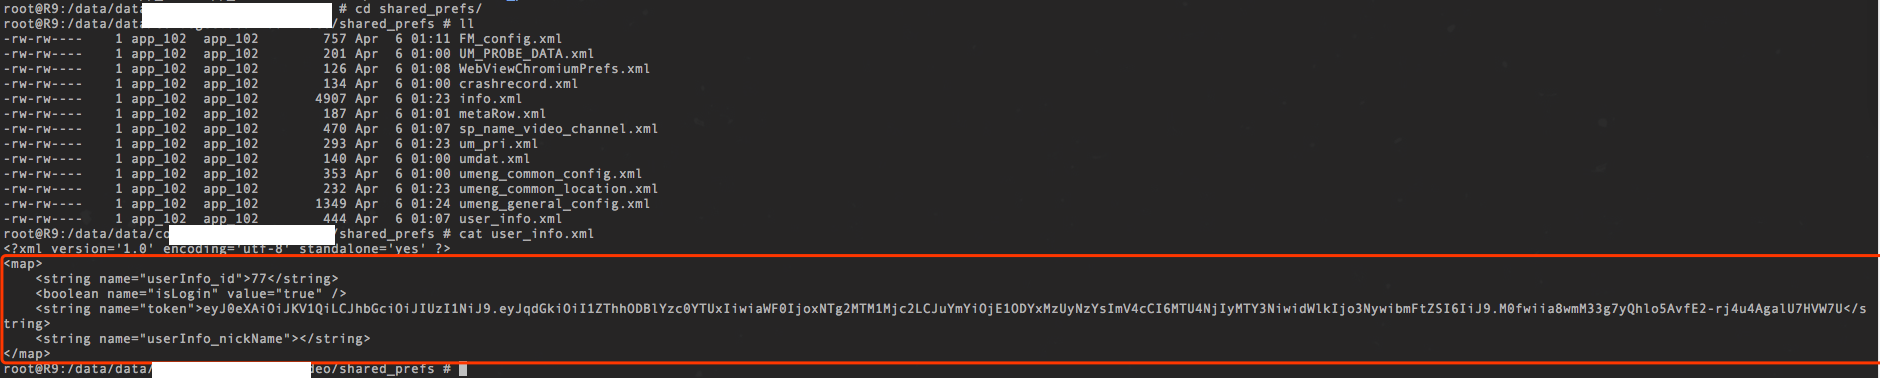 root@R9:/data/dat # cd shared_prefs/
root@R9:/data/dat /shared_prefs # ll
-rw-rw---- 1 app_102 app_102 757 Apr 6 01:11 FM_config.xml
-rw-rw---- 1 app_102 app_102 201 Apr 6 01:00 UM_PROBE_DATA.xml
-rw-rw---- 1 app_102 app_102 126 Apr 6 01:08 WebViewChromiumPrefs.xml
-rw-rw---- 1 app_102 app_102 134 Apr 6 01:00 crashrecord.xml
-rw-rw---- 1 app_102 app_102 4907 Apr 6 01:23 info.xml
-rw-rw---- 1 app_102 app_102 187 Apr 6 01:01 metaRow.xml
-rw-rw---- 1 app_102 app_102 470 Apr 6 01:07 sp_name_video_channel.xml
-rw-rw---- 1 app_102 app_102 293 Apr 6 01:23 um_pri.xml
-rw-rw---- 1 app_102 app_102 140 Apr 6 01:00 umdat.xml
-rw-rw---- 1 app_102 app_102 353 Apr 6 01:00 umeng_common_config.xml
-rw-rw---- 1 app_102 app_102 232 Apr 6 01:23 umeng_common_location.xml
-rw-rw---- 1 app_102 app_102 1349 Apr 6 01:24 umeng_general_config.xml
-rw-rw---- 1 app_102 app_102 444 Apr 6 01:07 user_info.xml
root@R9:/data/data/co /shared_prefs # cat user_info.xml
<?xml version='1.0' encoding='utf-8' standalone='yes' ?>
<map>
<string name="userInfo_id">77</string>
<boolean name="isLogin" value="true" />
<string name="token">eyJ0eXAiOiJKV1QiLCJhbGciOiJIUzI1NiJ9.eyJqdGkiOiI1ZThhODBlYzc0YTUxIiwiaWF0IjoxNTg2MTM1Mjc2LCJuYmYiOjE1ODYxMzUyNzYsImV4cCI6MTU4NjIyMTY3NiwidWlkIjo3NywibmFtZSI6IiJ9.M0fwiia8wmM33g7yQhlo5AvfE2-rj4u4AgalU7HVW7U</s
tring>
<string name="userInfo_nickName"></string>
</map>
root@R9:/data/data/ deo/shared_prefs #